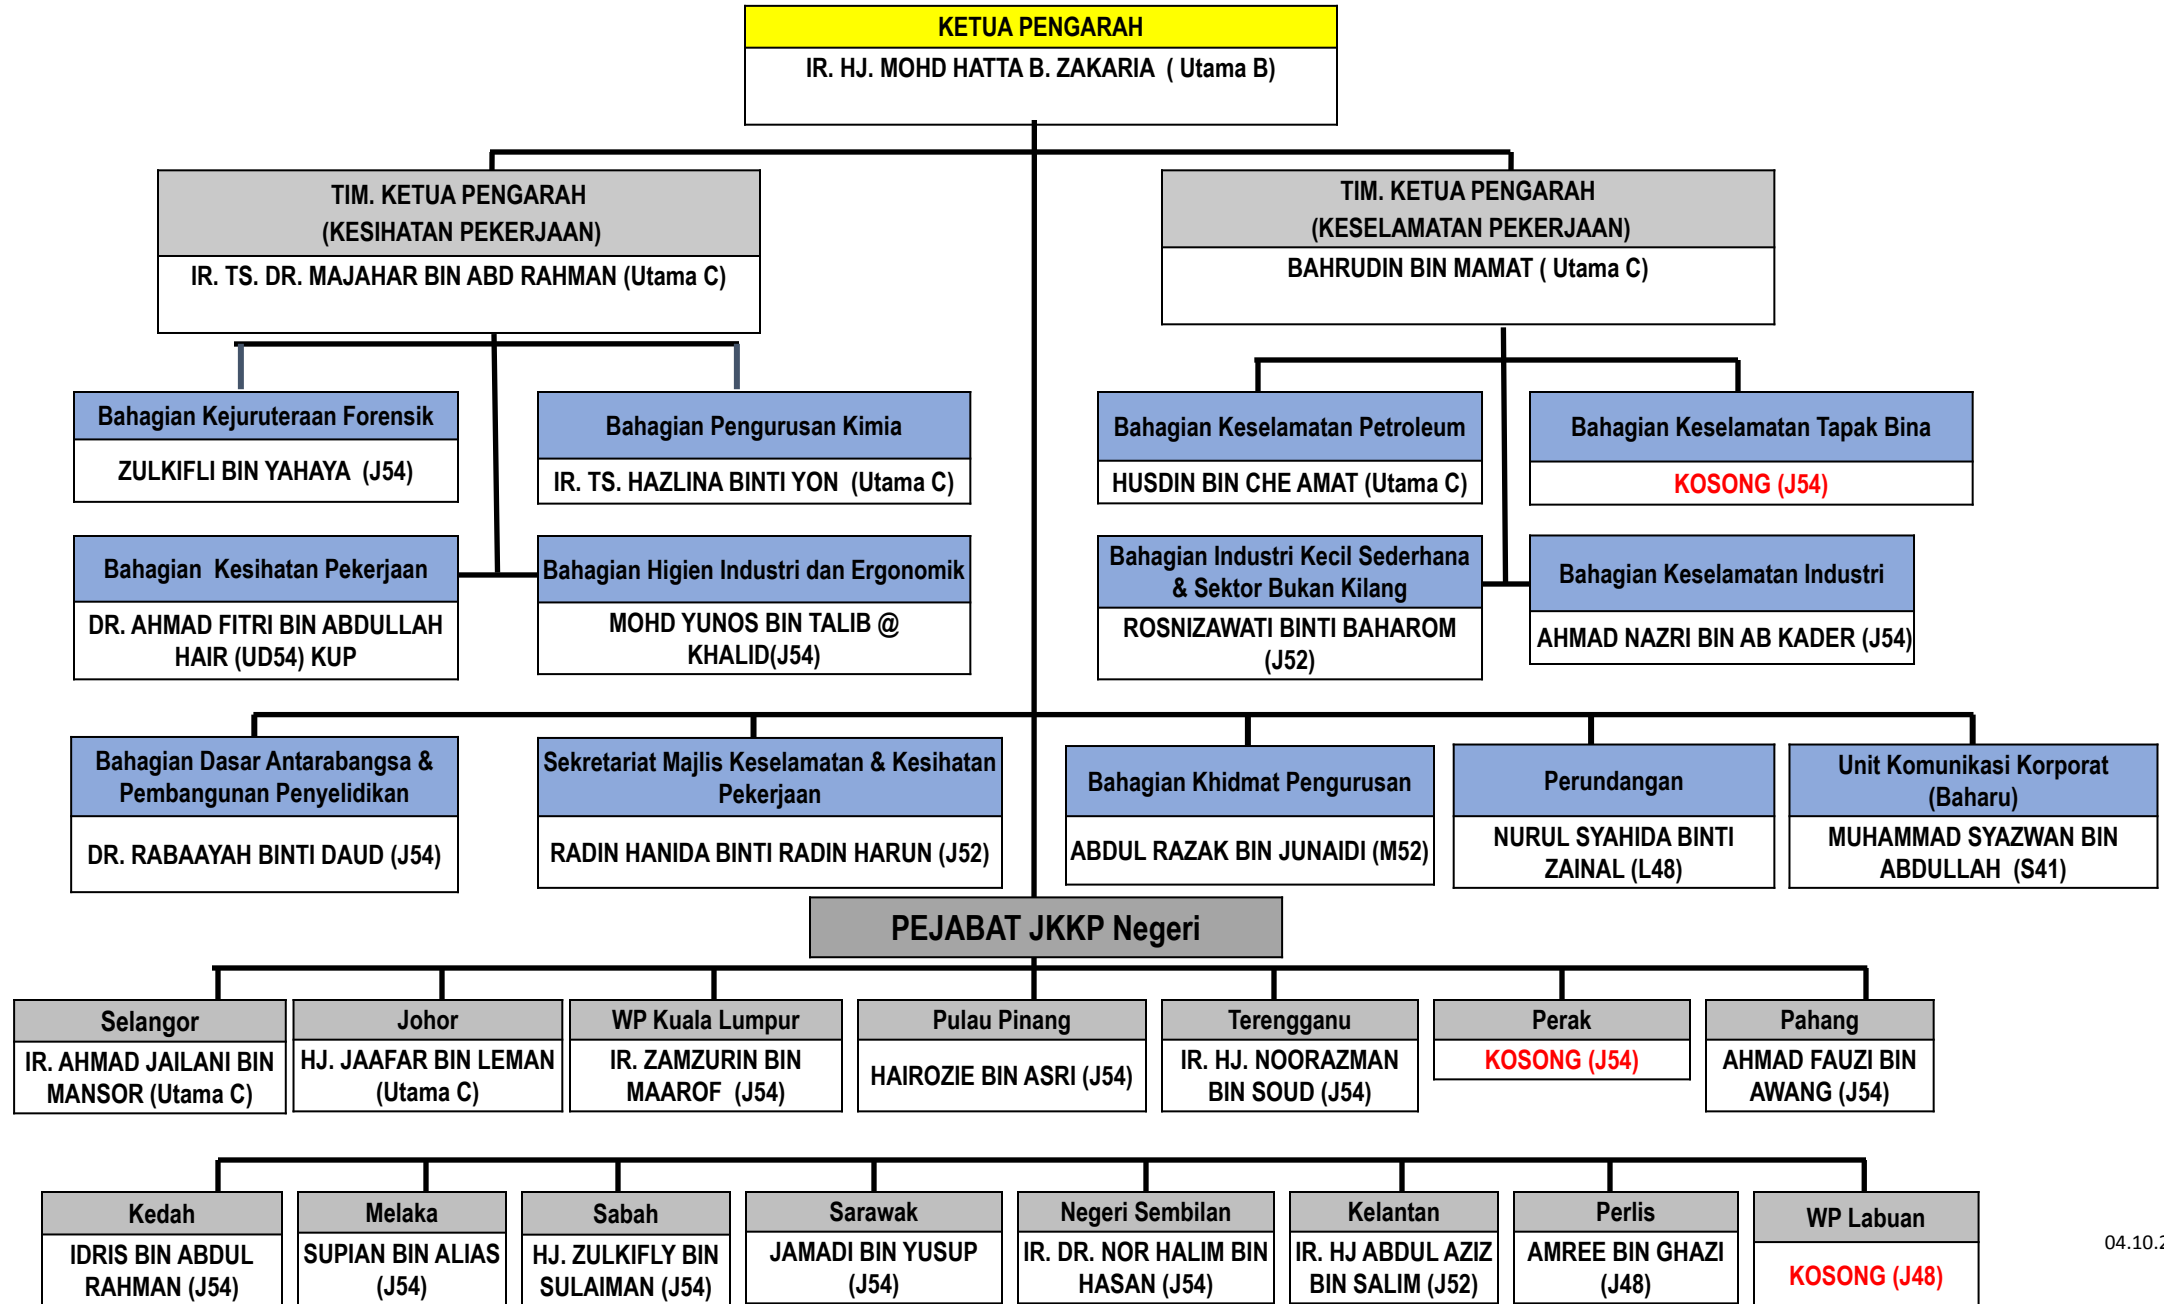 KETUA PENGARAH
IR. HJ. MOHD HATTA B. ZAKARIA ( Utama B)
TIM. KETUA PENGARAH
(KESIHATAN PEKERJAAN)
IR. TS. DR. MAJAHAR BIN ABD RAHMAN (Utama C)
TIM. KETUA PENGARAH
(KESELAMATAN PEKERJAAN)
BAHRUDIN BIN MAMAT ( Utama C)
Bahagian Kejuruteraan Forensik
ZULKIFLI BIN YAHAYA (J54)
Bahagian Pengurusan Kimia
IR. TS. HAZLINA BINTI YON (Utama C)
Bahagian Keselamatan Petroleum
HUSDIN BIN CHE AMAT (Utama C)
Bahagian Keselamatan Tapak Bina
KOSONG (J54)
Bahagian Kesihatan Pekerjaan
DR. AHMAD FITRI BIN ABDULLAH
HAIR (UD54) KUP
Bahagian Higien Industri dan Ergonomik
MOHD YUNOS BIN TALIB @
KHALID(J54)
Bahagian Industri Kecil Sederhana
& Sektor Bukan Kilang
ROSNIZAWATI BINTI BAHAROM
(J52)
Bahagian Keselamatan Industri
AHMAD NAZRI BIN AB KADER (J54)
Bahagian Dasar Antarabangsa &
Pembangunan Penyelidikan
DR. RABAAYAH BINTI DAUD (J54)
Sekretariat Majlis Keselamatan & Kesihatan
Pekerjaan
RADIN HANIDA BINTI RADIN HARUN (J52)
Bahagian Khidmat Pengurusan
ABDUL RAZAK BIN JUNAIDI (M52)
Perundangan
NURUL SYAHIDA BINTI
ZAINAL (L48)
Unit Komunikasi Korporat
(Baharu)
MUHAMMAD SYAZWAN BIN
ABDULLAH (S41)
PEJABAT JKKP Negeri
Selangor
IR. AHMAD JAILANI BIN
MANSOR (Utama C)
Johor
HJ. JAAFAR BIN LEMAN
(Utama C)
WP Kuala Lumpur
IR. ZAMZURIN BIN
MAAROF (J54)
Pulau Pinang
HAIROZIE BIN ASRI (J54)
Terengganu
IR. HJ. NOORAZMAN
BIN SOUD (J54)
Perak
KOSONG (J54)
Pahang
AHMAD FAUZI BIN
AWANG (J54)
Kedah
IDRIS BIN ABDUL
RAHMAN (J54)
Melaka
SUPIAN BIN ALIAS
(J54)
Sabah
HJ. ZULKIFLY BIN
SULAIMAN (J54)
Sarawak
JAMADI BIN YUSUP
(J54)
Negeri Sembilan
IR. DR. NOR HALIM BIN
HASAN (J54)
Kelantan
IR. HJ ABDUL AZIZ
BIN SALIM (J52)
Perlis
AMREE BIN GHAZI
(J48)
WP Labuan
KOSONG (J48)
04.10.2